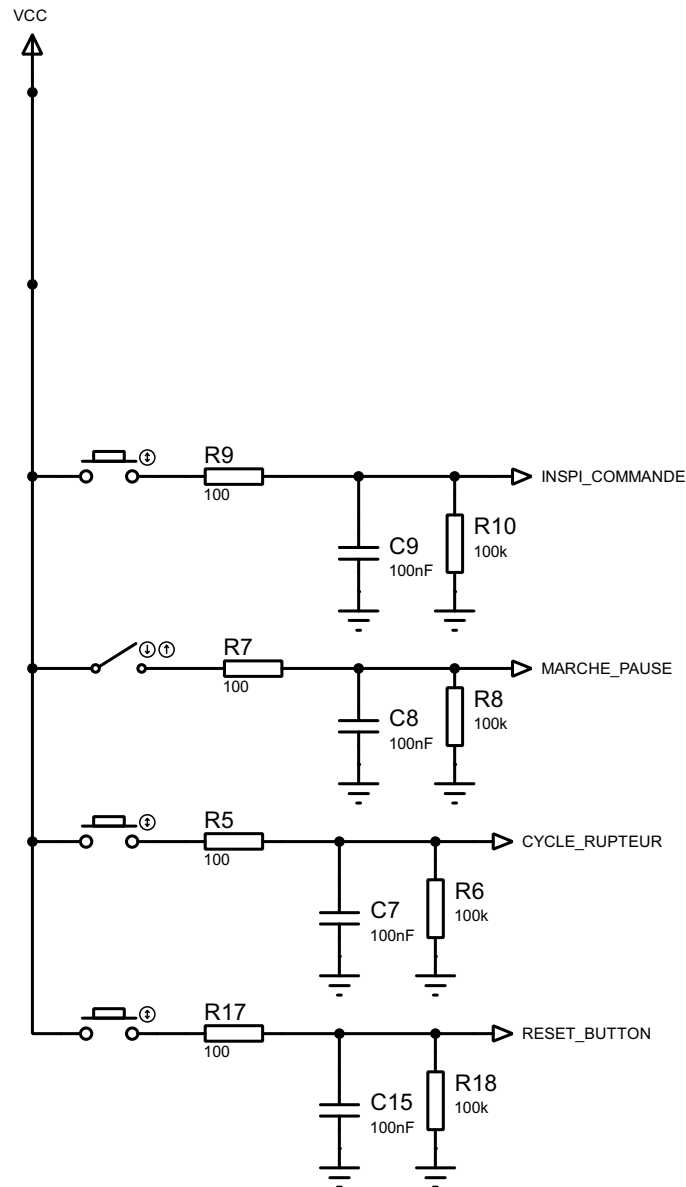 VCC
R9
100
INSPI_COMMANDE
C9
100nF
R10
100k
R7
100
MARCHE_PAUSE
C8
100nF
R8
100k
R5
100
CYCLE_RUPTEUR
C7
100nF
R6
100k
R17
100
RESET_BUTTON
C15
100nF
R18
100k